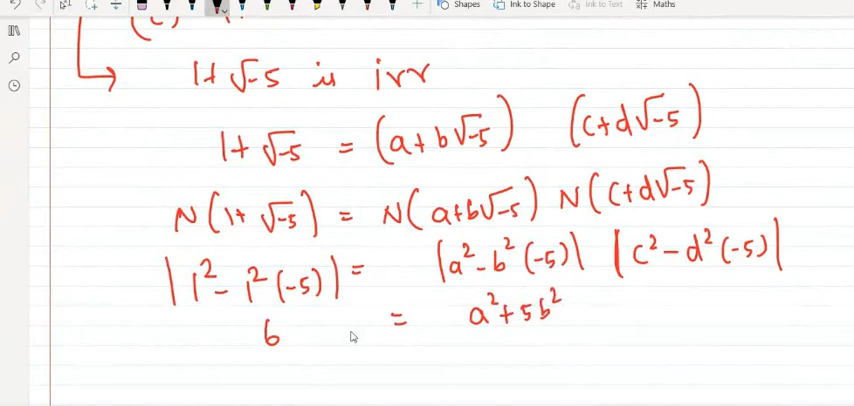 Shapes Ink to Shape Ink to Text Maths
(c)
1+√-5 is irr
1+√-5 = (a+b√-5) (c+d√-5)
N(1+√-5) = N(a+b√-5) N(c+d√-5)
|1²-1²(-5)| = |a²-b²(-5)| |c²-d²(-5)|
6 = a²+5b²